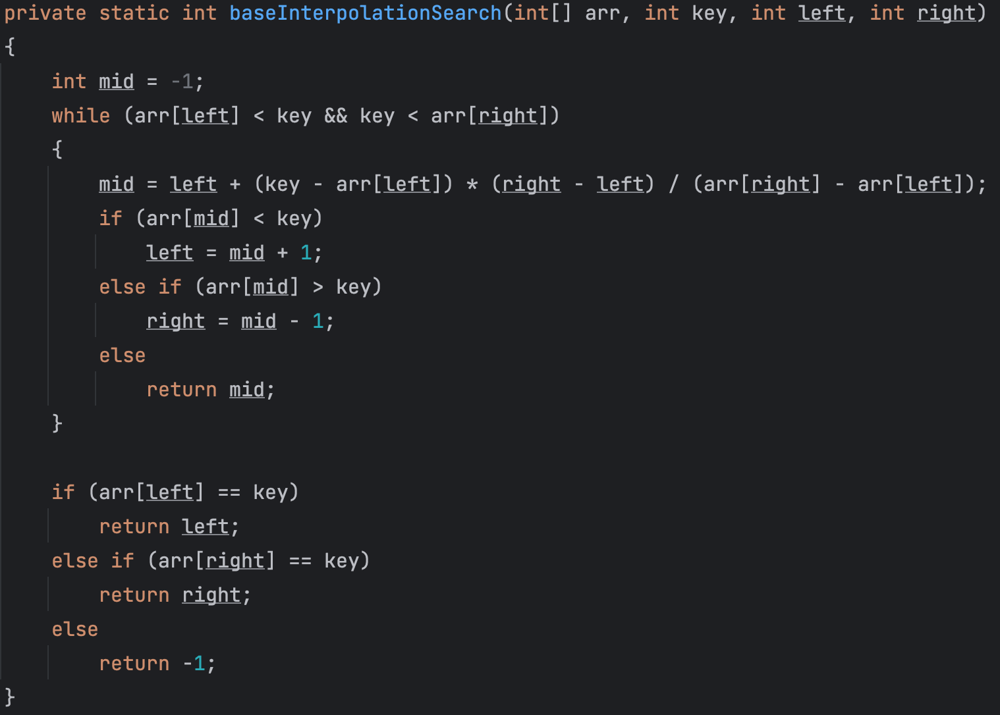 private static int baseInterpolationSearch(int[] arr, int key, int left, int right)
{
    int mid = -1;
    while (arr[left] < key && key < arr[right])
    {
        mid = left + (key - arr[left]) * (right - left) / (arr[right] - arr[left]);
        if (arr[mid] < key)
            left = mid + 1;
        else if (arr[mid] > key)
            right = mid - 1;
        else
            return mid;
    }

    if (arr[left] == key)
        return left;
    else if (arr[right] == key)
        return right;
    else
        return -1;
}